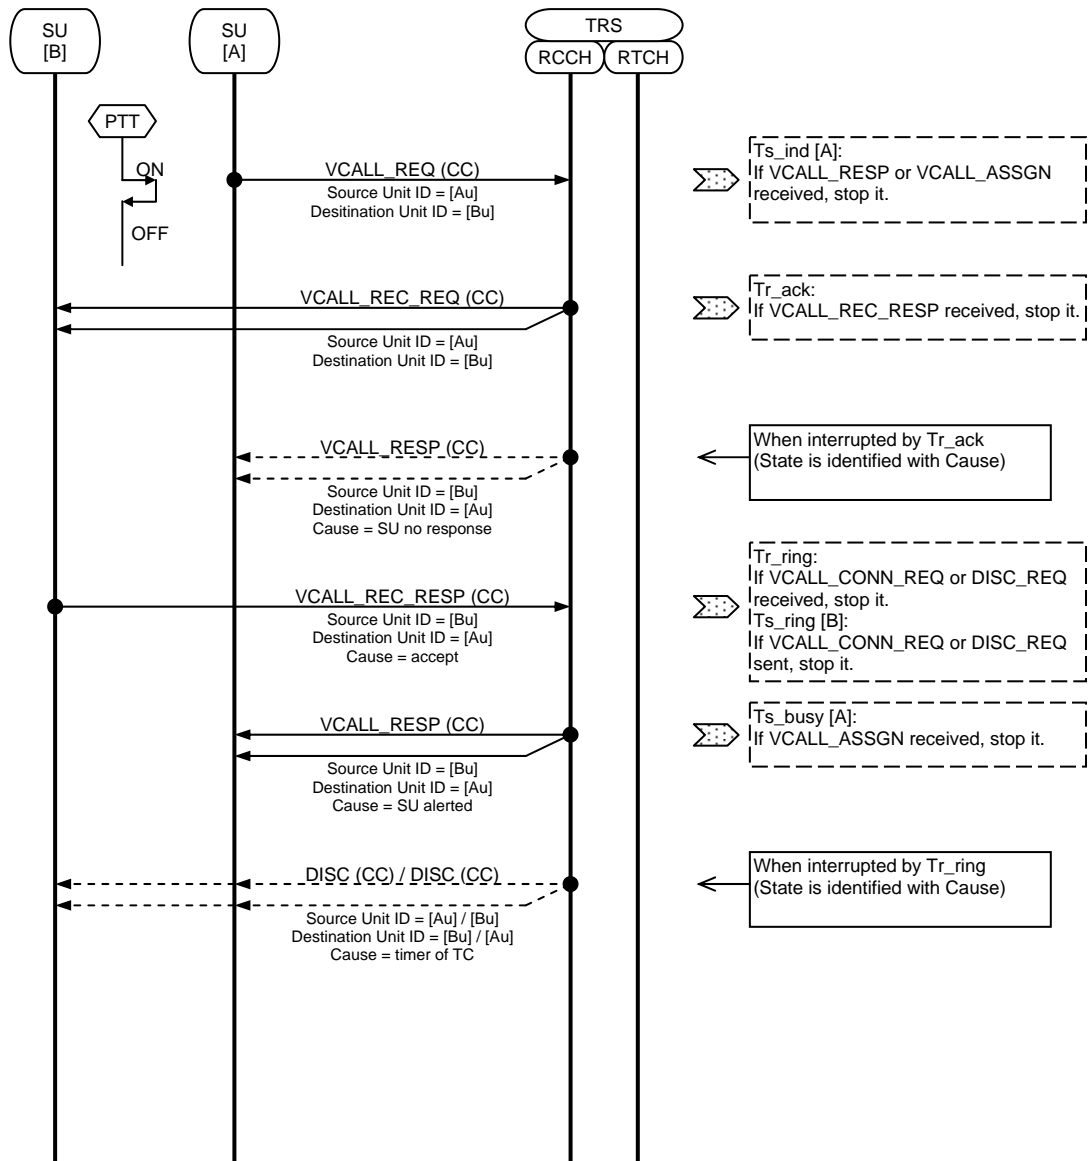 SU
[B]
SU
[A]
TRS
RCCH
RTCH
PTT
ON
OFF
VCALL_REQ (CC)
Source Unit ID = [Au]
Desitination Unit ID = [Bu]
Ts_ind [A]:
If VCALL_RESP or VCALL_ASSGN
received, stop it.
VCALL_REC_REQ (CC)
Source Unit ID = [Au]
Destination Unit ID = [Bu]
Tr_ack:
If VCALL_REC_RESP received, stop it.
VCALL_RESP (CC)
Source Unit ID = [Bu]
Destination Unit ID = [Au]
Cause = SU no response
When interrupted by Tr_ack
(State is identified with Cause)
VCALL_REC_RESP (CC)
Source Unit ID = [Bu]
Destination Unit ID = [Au]
Cause = accept
Tr_ring:
If VCALL_CONN_REQ or DISC_REQ
received, stop it.
Ts_ring [B]:
If VCALL_CONN_REQ or DISC_REQ
sent, stop it.
VCALL_RESP (CC)
Source Unit ID = [Bu]
Destination Unit ID = [Au]
Cause = SU alerted
Ts_busy [A]:
If VCALL_ASSGN received, stop it.
DISC (CC) / DISC (CC)
Source Unit ID = [Au] / [Bu]
Destination Unit ID = [Bu] / [Au]
Cause = timer of TC
When interrupted by Tr_ring
(State is identified with Cause)